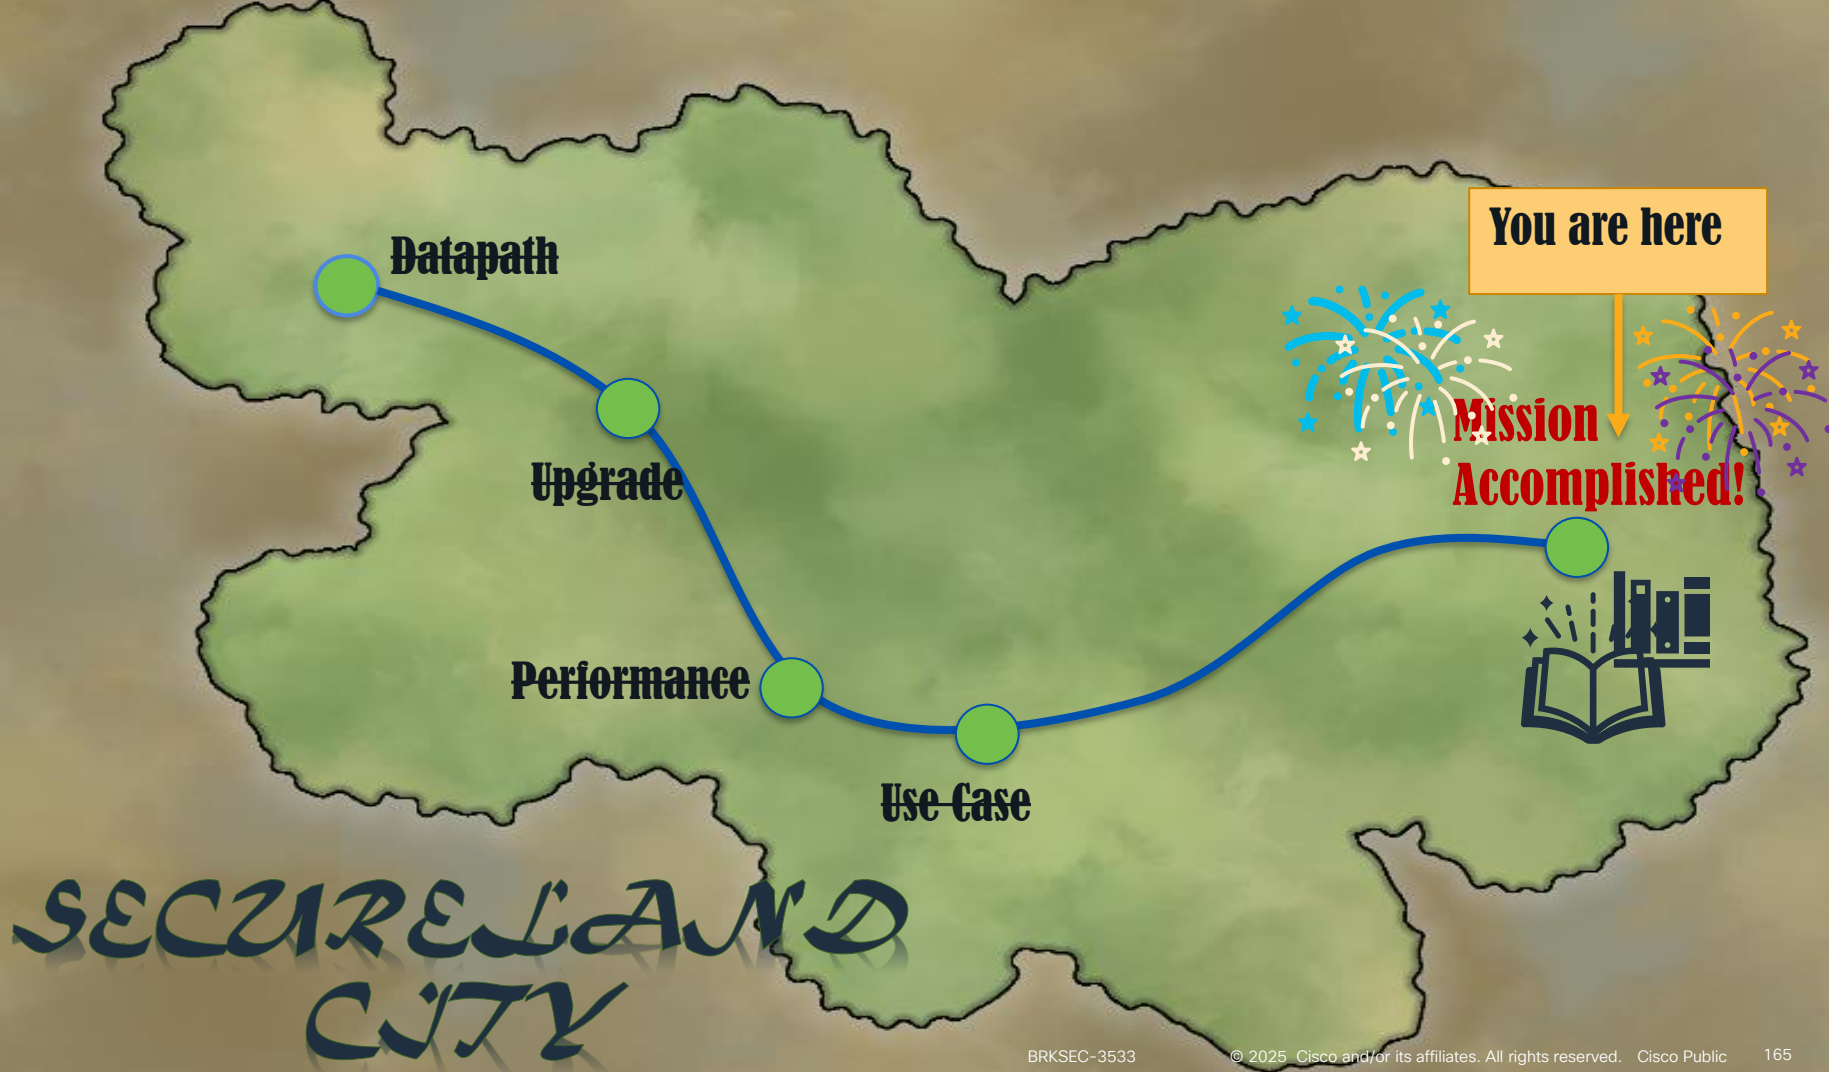 You are here
Datapath
Mission
Accomplished!
Upgrade
Performance
Use Case
SECURELAND
CITY
BRKSEC-3533
© 2025 Cisco and/or its affiliates. All rights reserved. Cisco Public
165